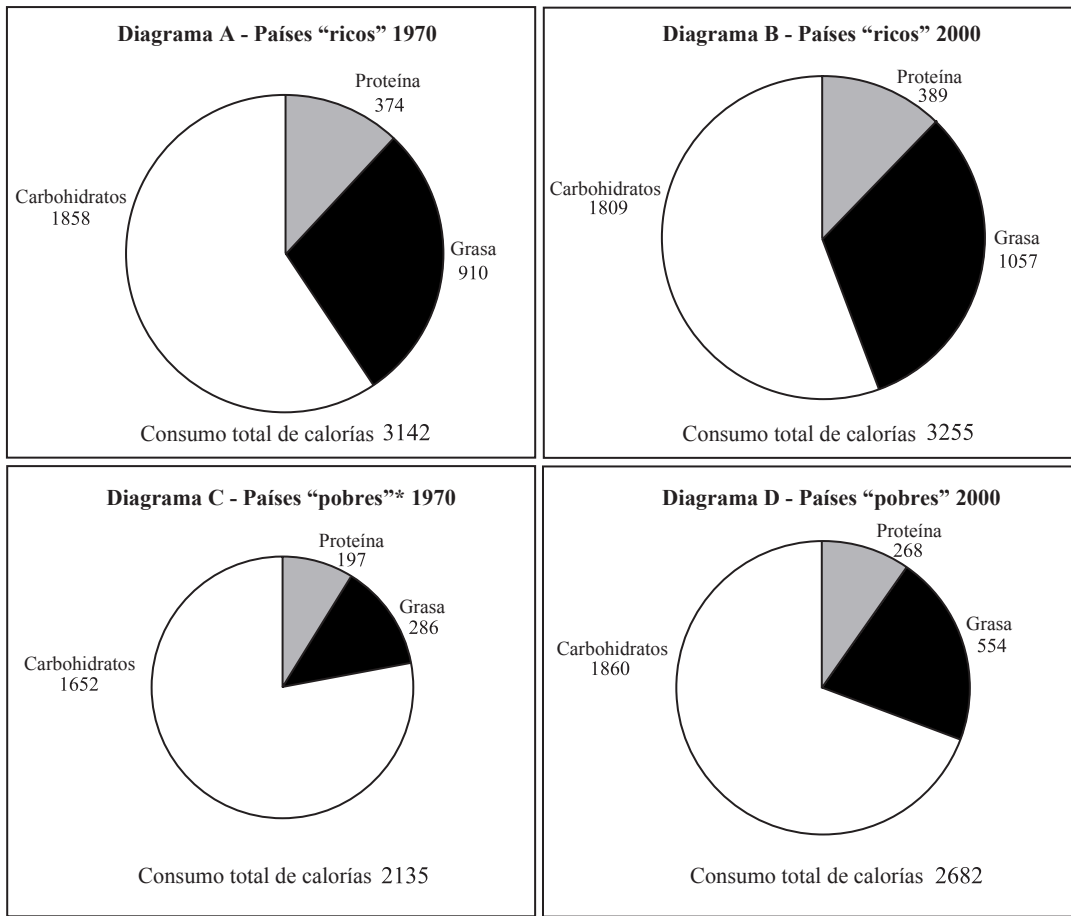 Diagrama A - Países “ricos” 1970
Proteína
374
Carbohidratos
1858
Grasa
910
Consumo total de calorías 3142
Diagrama B - Países “ricos” 2000
Proteína
389
Carbohidratos
1809
Grasa
1057
Consumo total de calorías 3255
Diagrama C - Países “pobres”* 1970
Proteína
197
Grasa
286
Carbohidratos
1652
Consumo total de calorías 2135
Diagrama D - Países “pobres” 2000
Proteína
268
Grasa
554
Carbohidratos
1860
Consumo total de calorías 2682